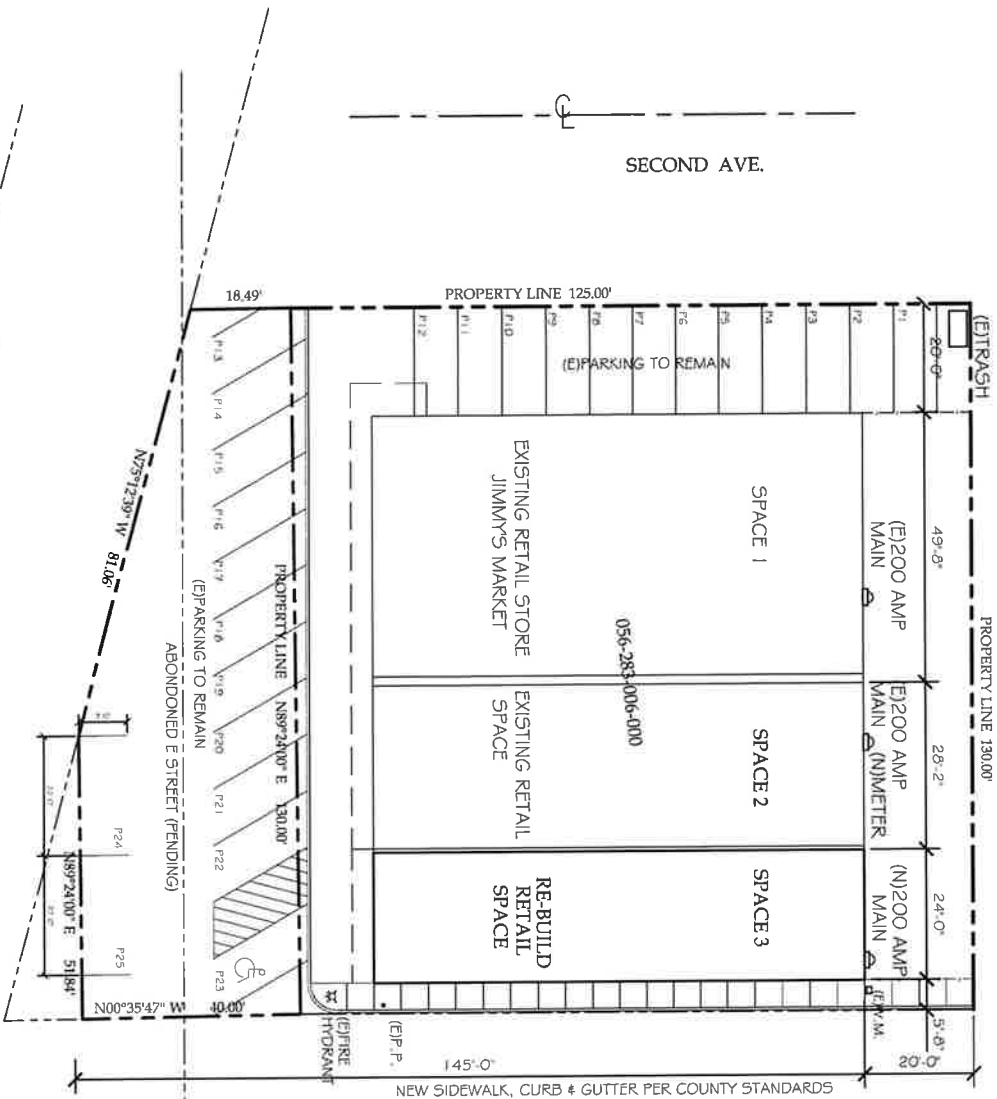 SECOND AVE.
18.49'
PROPERTY LINE 125.00'
(E)TRASH
20'-0"
P1
P2
P3
P4
P5
P6
P7
P8
P9
P10
P11
P12
(E)PARKING TO REMAIN
P13
P14
P15
P16
P17
P18
P19
P20
P21
P22
P23
P24
P25
49'-8"
(E)200 AMP
MAIN
SPACE 1
EXISTING RETAIL STORE
JIMMY'S MARKET
056-283-006-000
PROPERTY LINE 130.00'
28'-2"
(E)200 AMP
MAIN (N)METER
SPACE 2
EXISTING RETAIL
SPACE
24'-0"
(N)200 AMP
MAIN
SPACE 3
RE-BUILD
RETAIL
SPACE
5'-8"
(E)W.M.
20'-0"
PROPERTY LINE N89°24'00" E 130.00'
(E)PARKING TO REMAIN
ABONDONED E STREET (PENDING)
N75°12'39" W 81.06'
N89°24'00" E 51.84'
N00°35'47" W 40.00'
(E)FIRE
HYDRANT
(E)P.P.
145'-0"
NEW SIDEWALK, CURB & GUTTER PER COUNTY STANDARDS